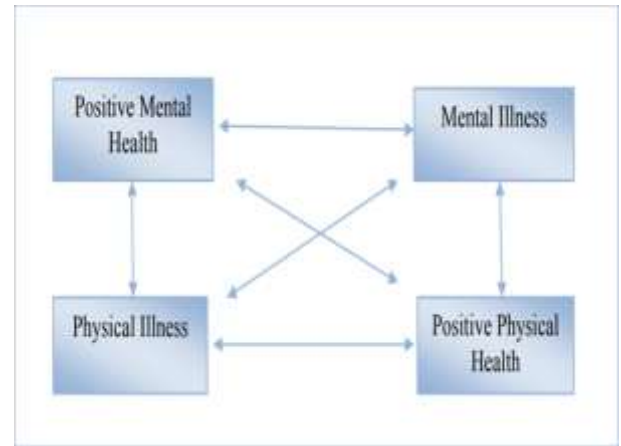 Positive Mental
Health
Mental Illness
Physical Illness
Positive Physical
Health